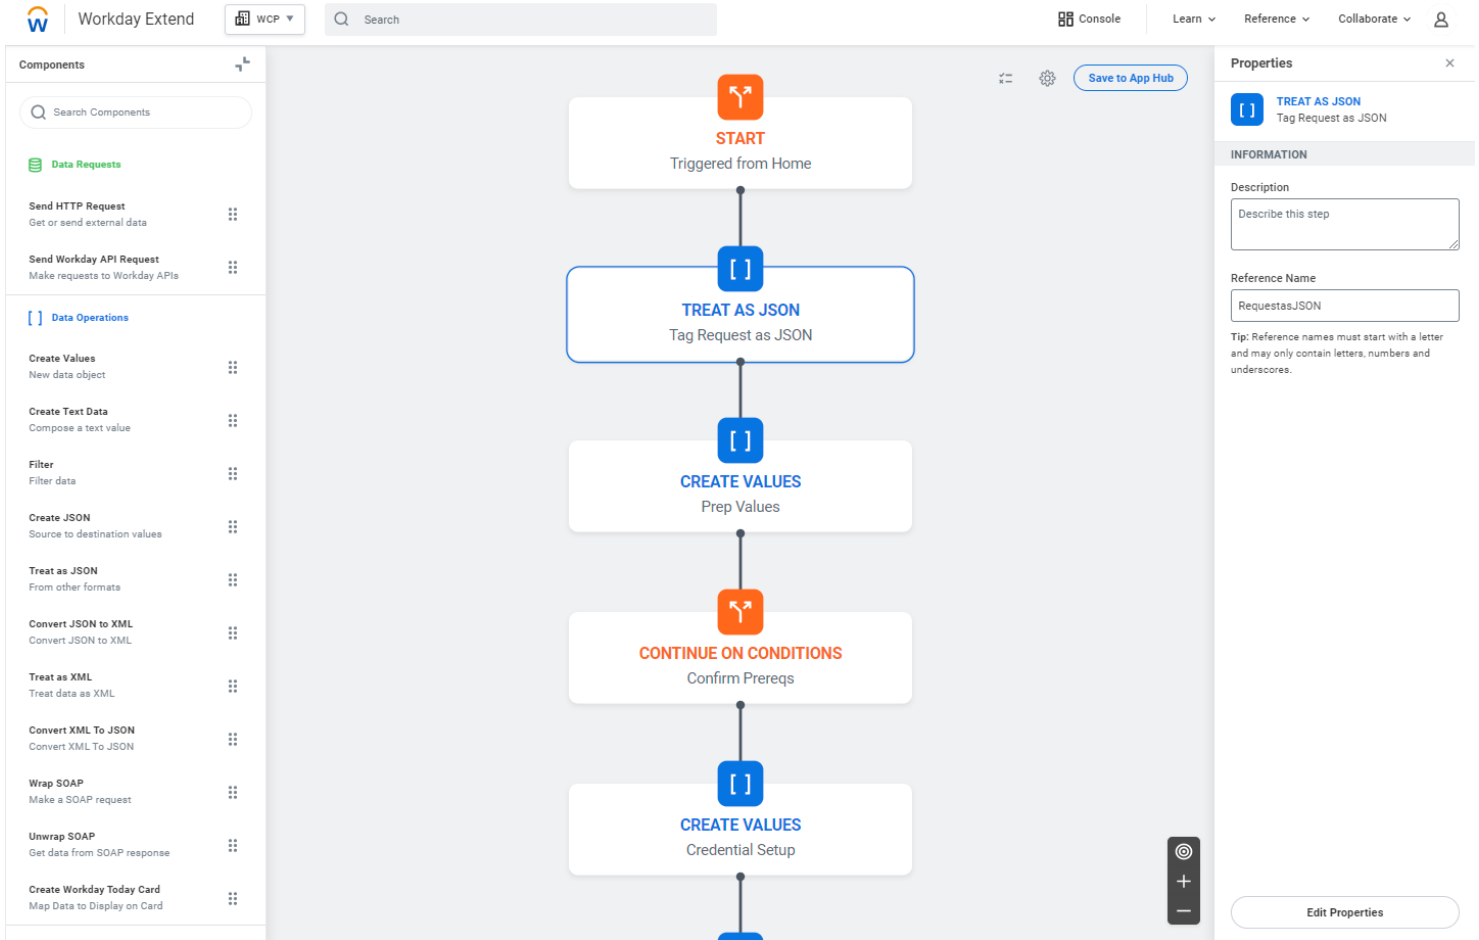 Workday Extend
WCP
Search
Console
Learn
Reference
Collaborate
Components
Search Components
Data Requests
Send HTTP Request
Get or send external data
Send Workday API Request
Make requests to Workday APIs
[ ] Data Operations
Create Values
New data object
Create Text Data
Compose a text value
Filter
Filter data
Create JSON
Source to destination values
Treat as JSON
From other formats
Convert JSON to XML
Convert JSON to XML
Treat as XML
Treat data as XML
Convert XML To JSON
Convert XML To JSON
Wrap SOAP
Make a SOAP request
Unwrap SOAP
Get data from SOAP response
Create Workday Today Card
Map Data to Display on Card
Save to App Hub
START
Triggered from Home
[ ]
TREAT AS JSON
Tag Request as JSON
[ ]
CREATE VALUES
Prep Values
CONTINUE ON CONDITIONS
Confirm Prereqs
[ ]
CREATE VALUES
Credential Setup
Properties
[ ]
TREAT AS JSON
Tag Request as JSON
INFORMATION
Description
Describe this step
Reference Name
RequestasJSON
Tip: Reference names must start with a letter
and may only contain letters, numbers and
underscores.
Edit Properties